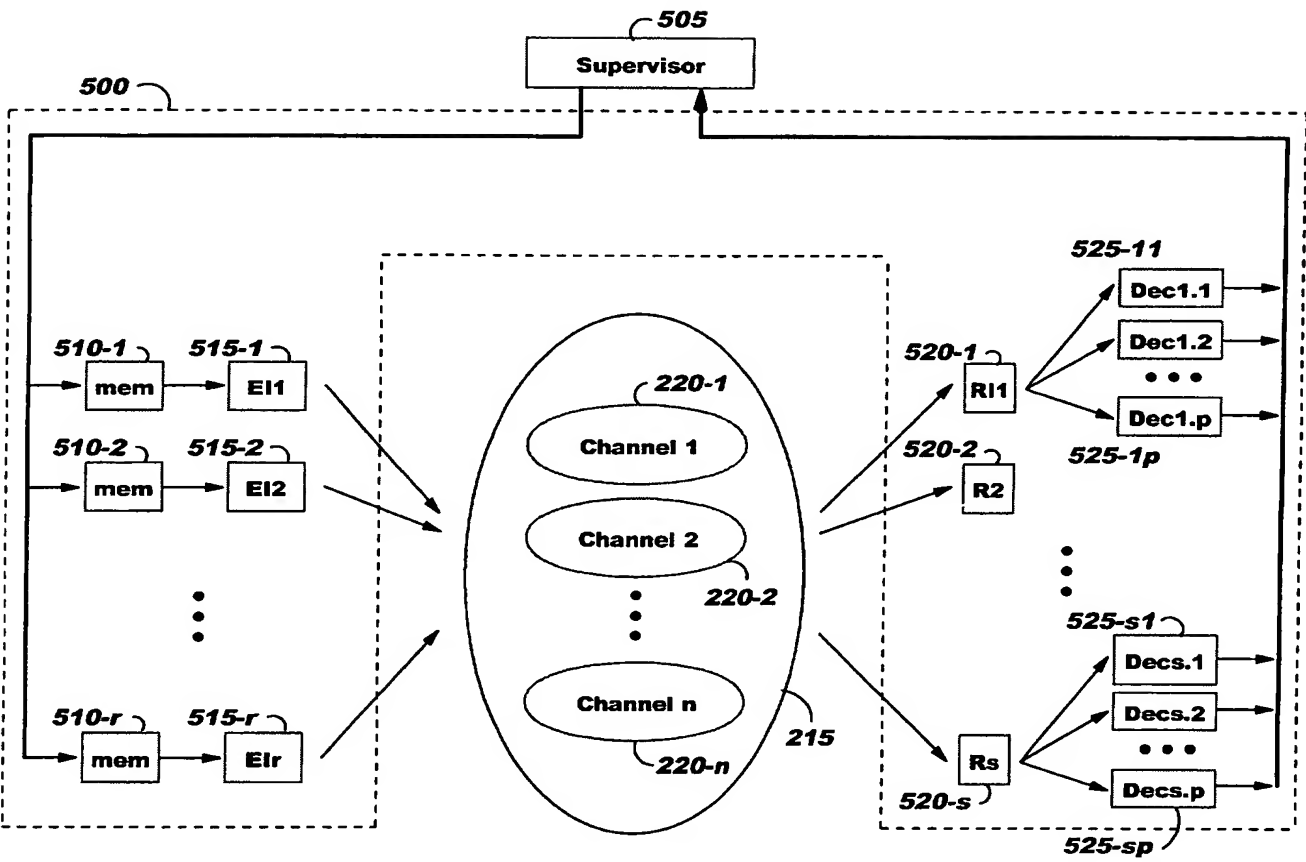 505
Supervisor
500
510-1
mem
515-1
EI1
510-2
mem
515-2
EI2
510-r
mem
515-r
EIr
220-1
Channel 1
Channel 2
220-2
Channel n
220-n
215
520-1
RI1
520-2
R2
Rs
520-s
525-11
Dec1.1
Dec1.2
Dec1.p
525-1p
525-s1
Decs.1
Decs.2
Decs.p
525-sp